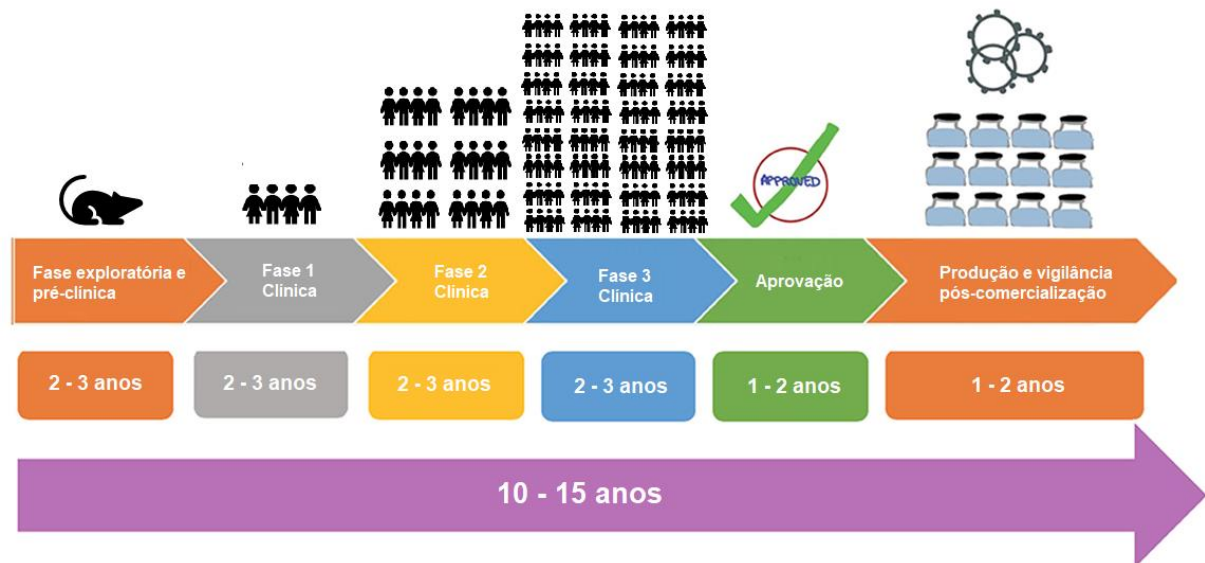 APPROVED
Fase exploratória e
pré-clínica
Fase 1
Clínica
Fase 2
Clínica
Fase 3
Clínica
Aprovação
Produção e vigilância
pós-comercialização
2 - 3 anos
2 - 3 anos
2 - 3 anos
2 - 3 anos
1 - 2 anos
1 - 2 anos
10 - 15 anos